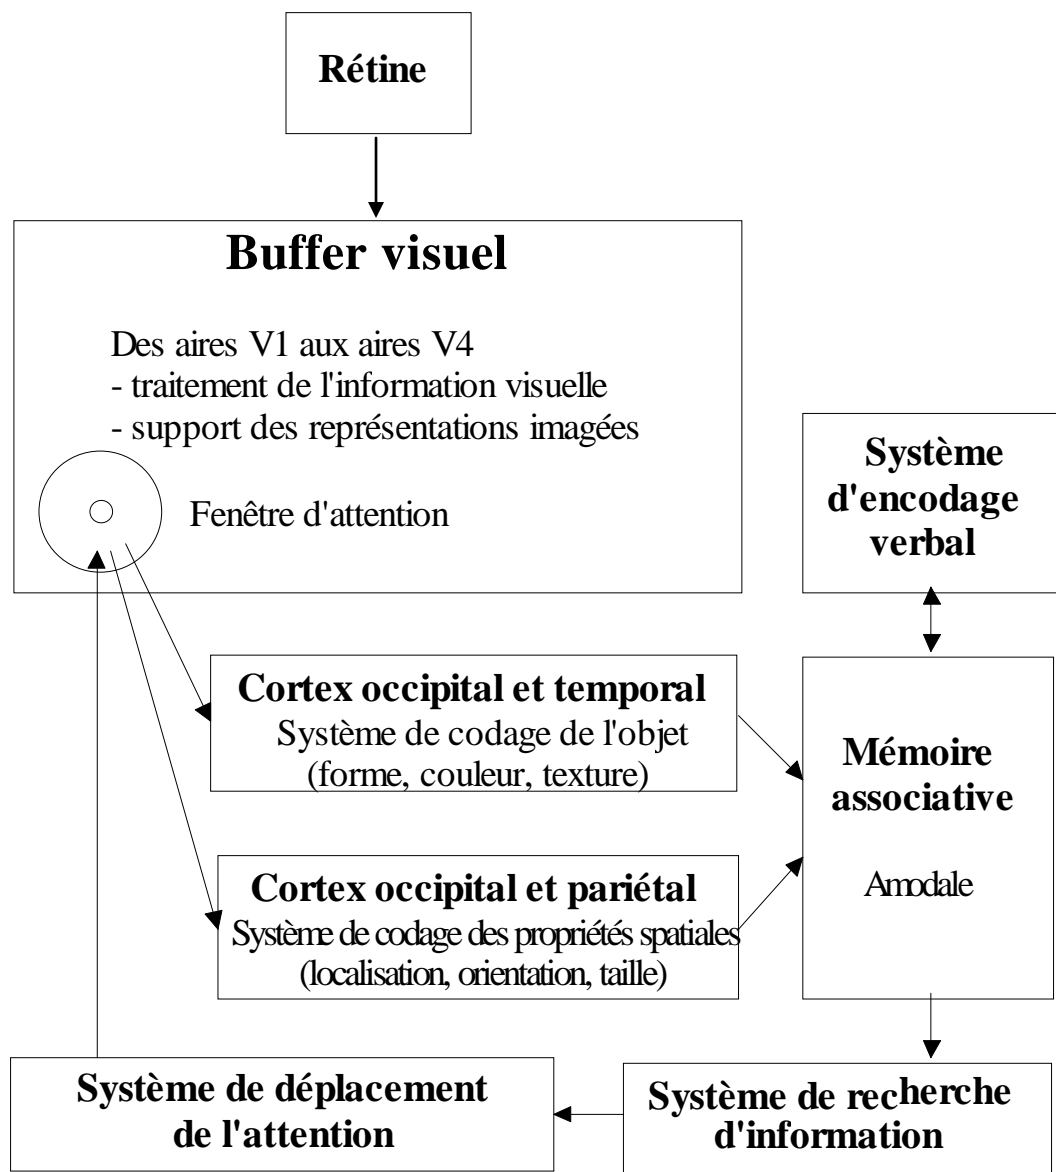 Rétine
Buffer visuel
Des aires V1 aux aires V4
- traitement de l'information visuelle
- support des représentations imagées
Fenêtre d'attention
Système
d'encodage
verbal
Cortex occipital et temporal
Système de codage de l'objet
(forme, couleur, texture)
Mémoire
associative
Amodale
Cortex occipital et pariétal
Système de codage des propriétés spatiales
(localisation, orientation, taille)
Système de déplacement
de l'attention
Système de recherche
d'information